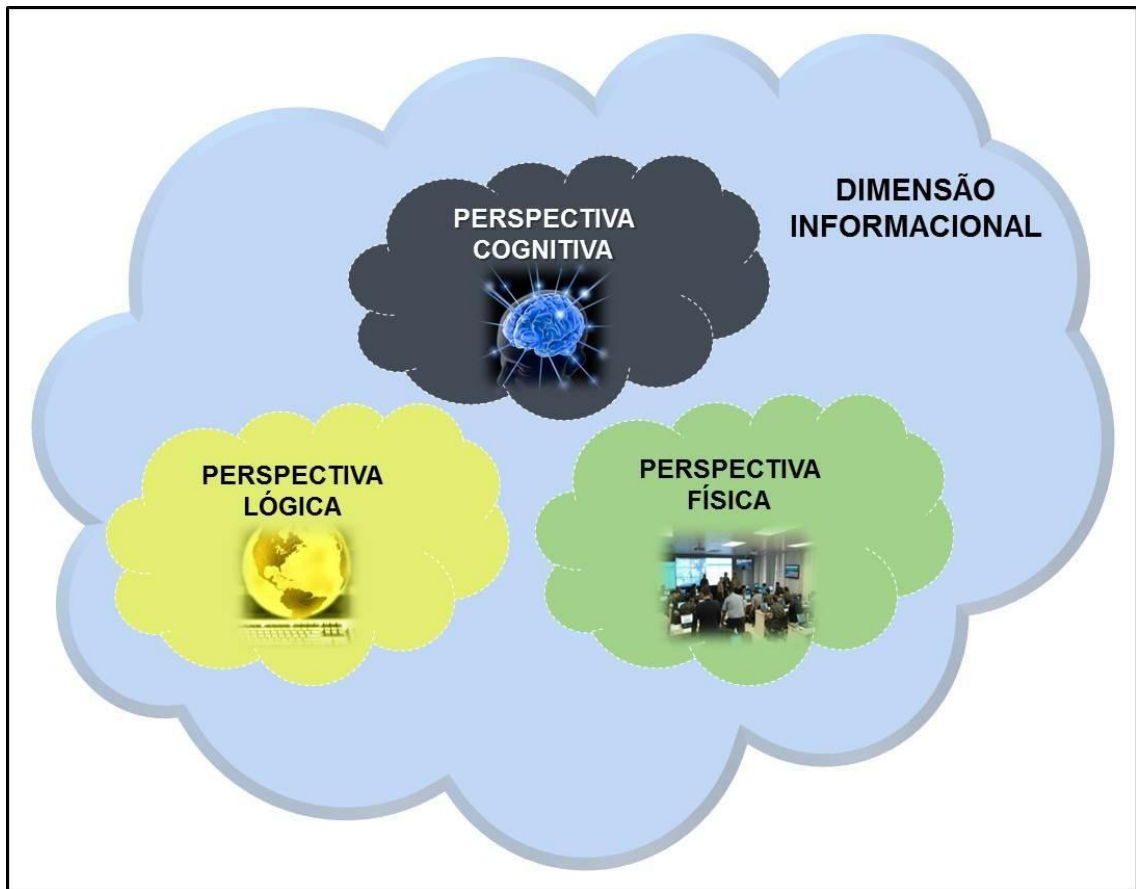 DIMENSÃO
INFORMACIONAL
PERSPECTIVA
COGNITIVA
PERSPECTIVA
LÓGICA
PERSPECTIVA
FÍSICA